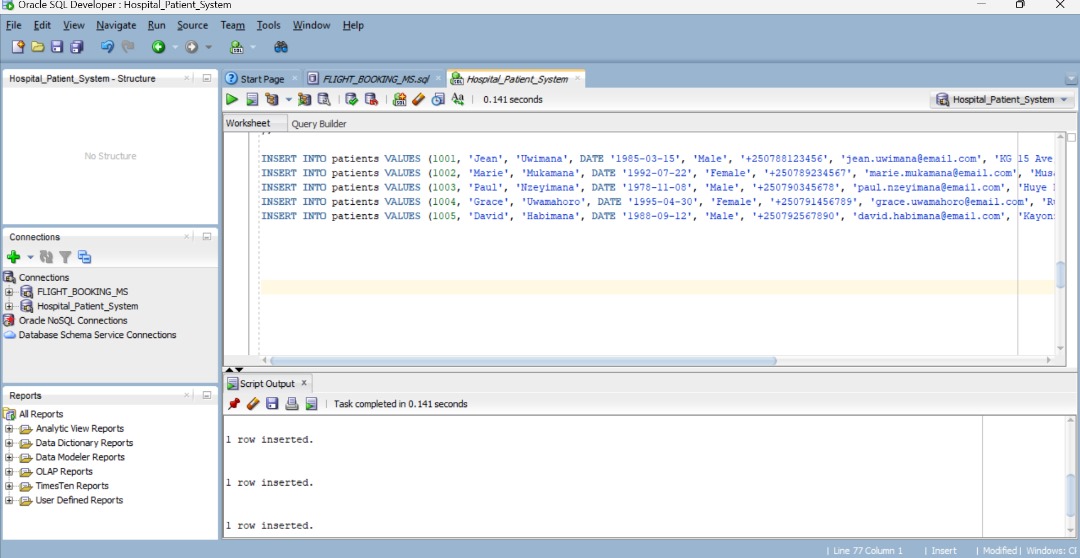 Oracle SQL Developer : Hospital_Patient_System
File Edit View Navigate Run Source Team Tools Window Help
Hospital_Patient_System - Structure
No Structure
Connections
Connections
FLIGHT_BOOKING_MS
Hospital_Patient_System
Oracle NoSQL Connections
Database Schema Service Connections
Reports
All Reports
Analytic View Reports
Data Dictionary Reports
Data Modeler Reports
OLAP Reports
TimesTen Reports
User Defined Reports
Start Page FLIGHT_BOOKING_MS.sql Hospital_Patient_System
0.141 seconds Hospital_Patient_System
Worksheet Query Builder
INSERT INTO patients VALUES (1001, 'Jean', 'Uwimana', DATE '1985-03-15', 'Male', '+250788123456', 'jean.uwimana@email.com', 'KG 15 Ave
INSERT INTO patients VALUES (1002, 'Marie', 'Mukamana', DATE '1992-07-22', 'Female', '+250789234567', 'marie.mukamana@email.com', 'Mus
INSERT INTO patients VALUES (1003, 'Paul', 'Nzeyimana', DATE '1978-11-08', 'Male', '+250790345678', 'paul.nzeyimana@email.com', 'Huye
INSERT INTO patients VALUES (1004, 'Grace', 'Uwamahoro', DATE '1995-04-30', 'Female', '+250791456789', 'grace.uwamahoro@email.com', 'R
INSERT INTO patients VALUES (1005, 'David', 'Habimana', DATE '1988-09-12', 'Male', '+250792567890', 'david.habimana@email.com', 'Kayon
Script Output
Task completed in 0.141 seconds
1 row inserted.
1 row inserted.
1 row inserted.
Line 77 Column 1 | Insert | Modified | Windows: